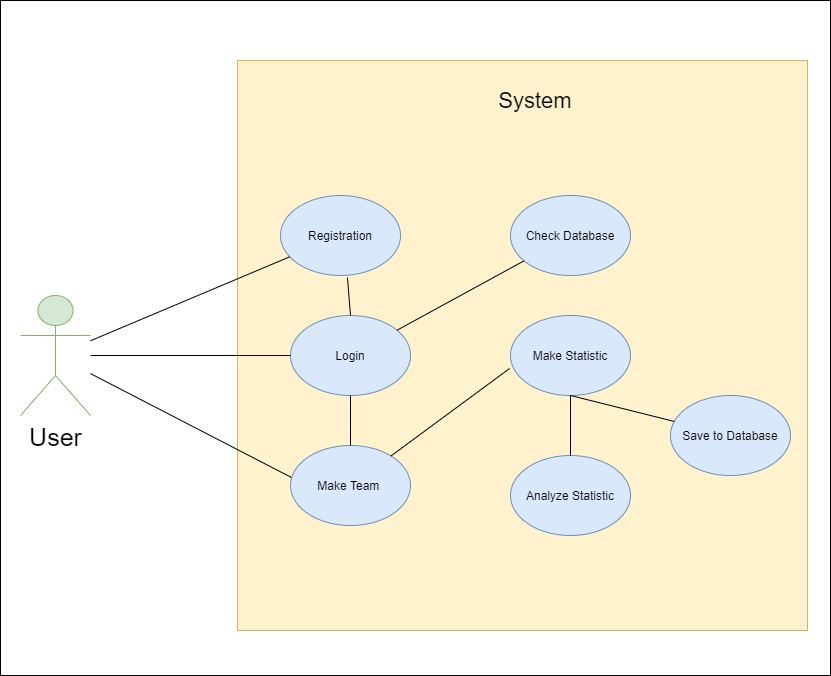 System
Registration
Check Database
Login
Make Statistic
User
Save to Database
Make Team
Analyze Statistic